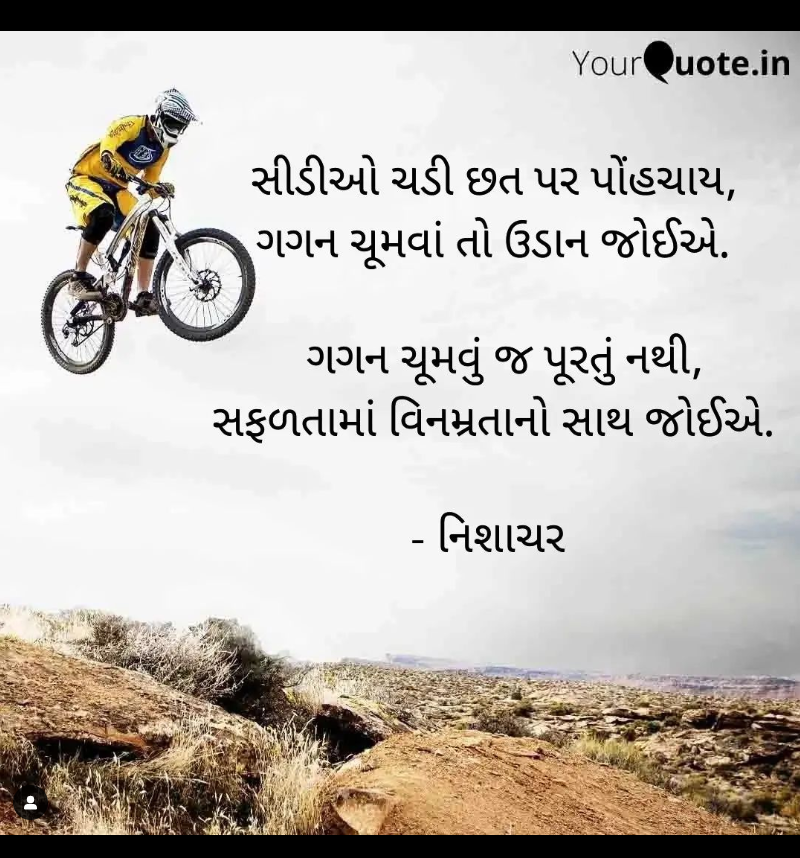 YourQuote.in
સીડીઓ ચડી છત પર પોંહચાય,
ગગન ચૂમવાં તો ઉડાન જોઈએ.
ગગન ચૂમવું જ પૂરતું નથી,
સફળતામાં વિનમ્રતાનો સાથ જોઈએ.
- નિશાચર